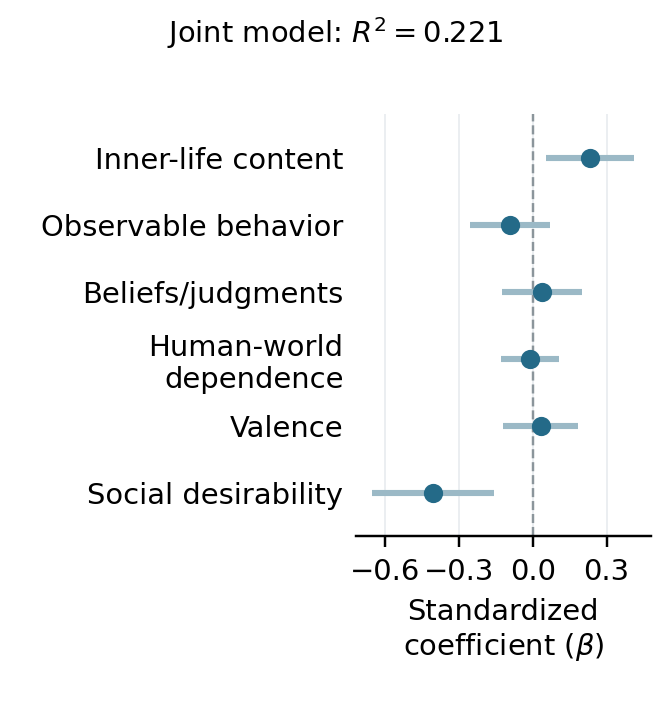 Joint model: R² = 0.221
Inner-life content
Observable behavior
Beliefs/judgments
Human-world
dependence
Valence
Social desirability
−0.6 −0.3 0.0 0.3
Standardized
coefficient (β)